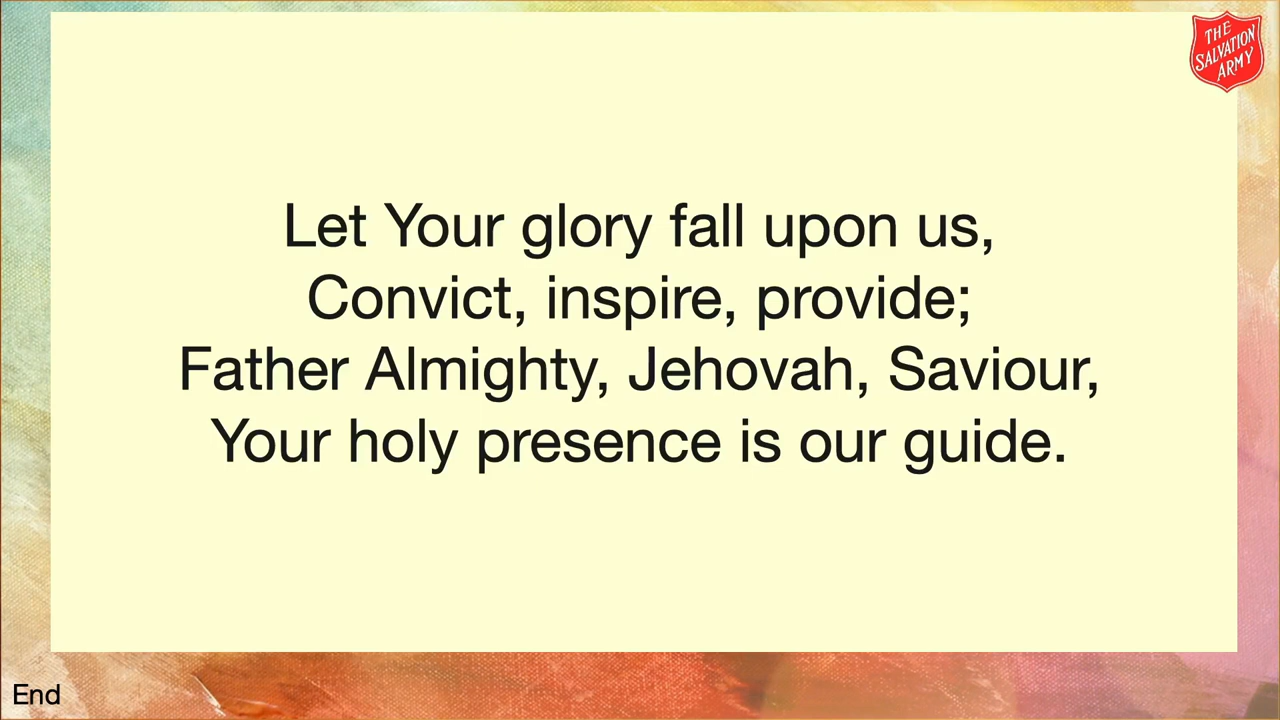 THE
SALVATION
ARMY
Let Your glory fall upon us,
Convict, inspire, provide;
Father Almighty, Jehovah, Saviour,
Your holy presence is our guide.
End